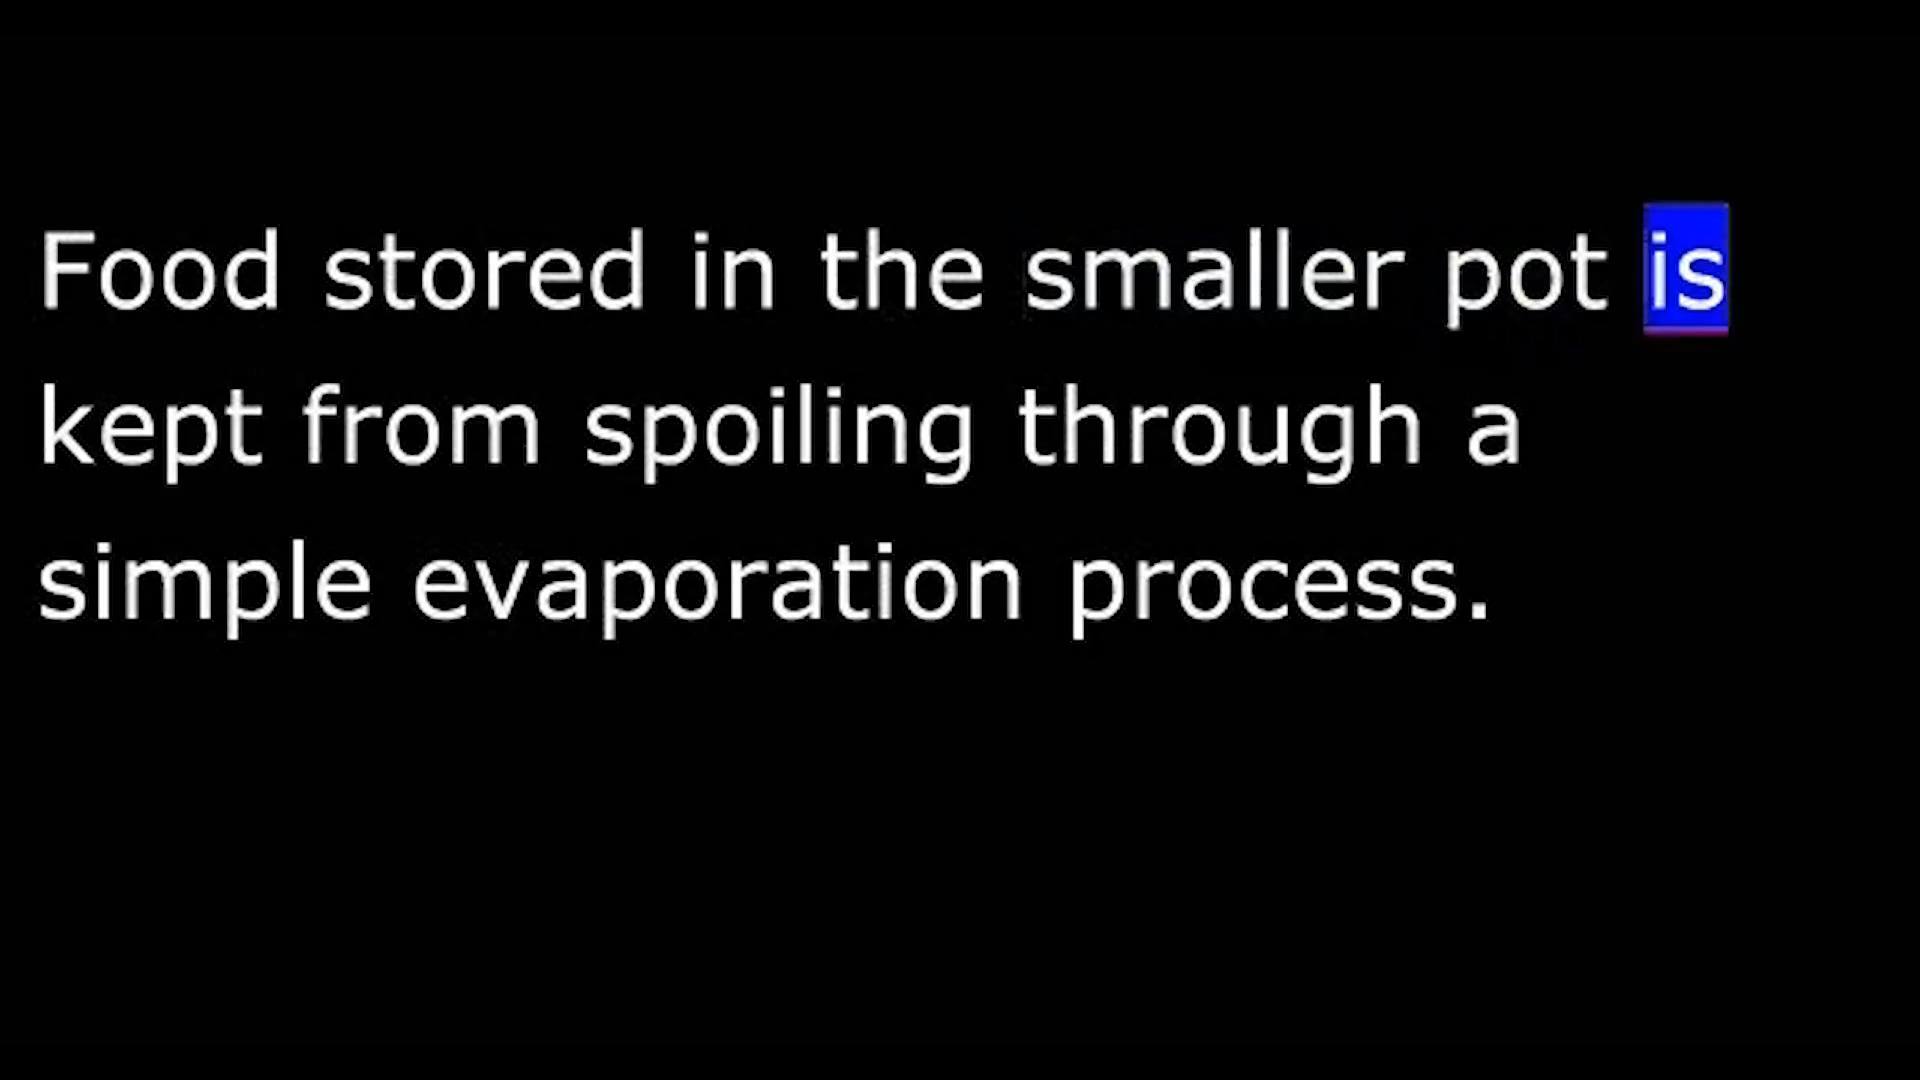 Food stored in the smaller pot is
kept from spoiling through a
simple evaporation process.